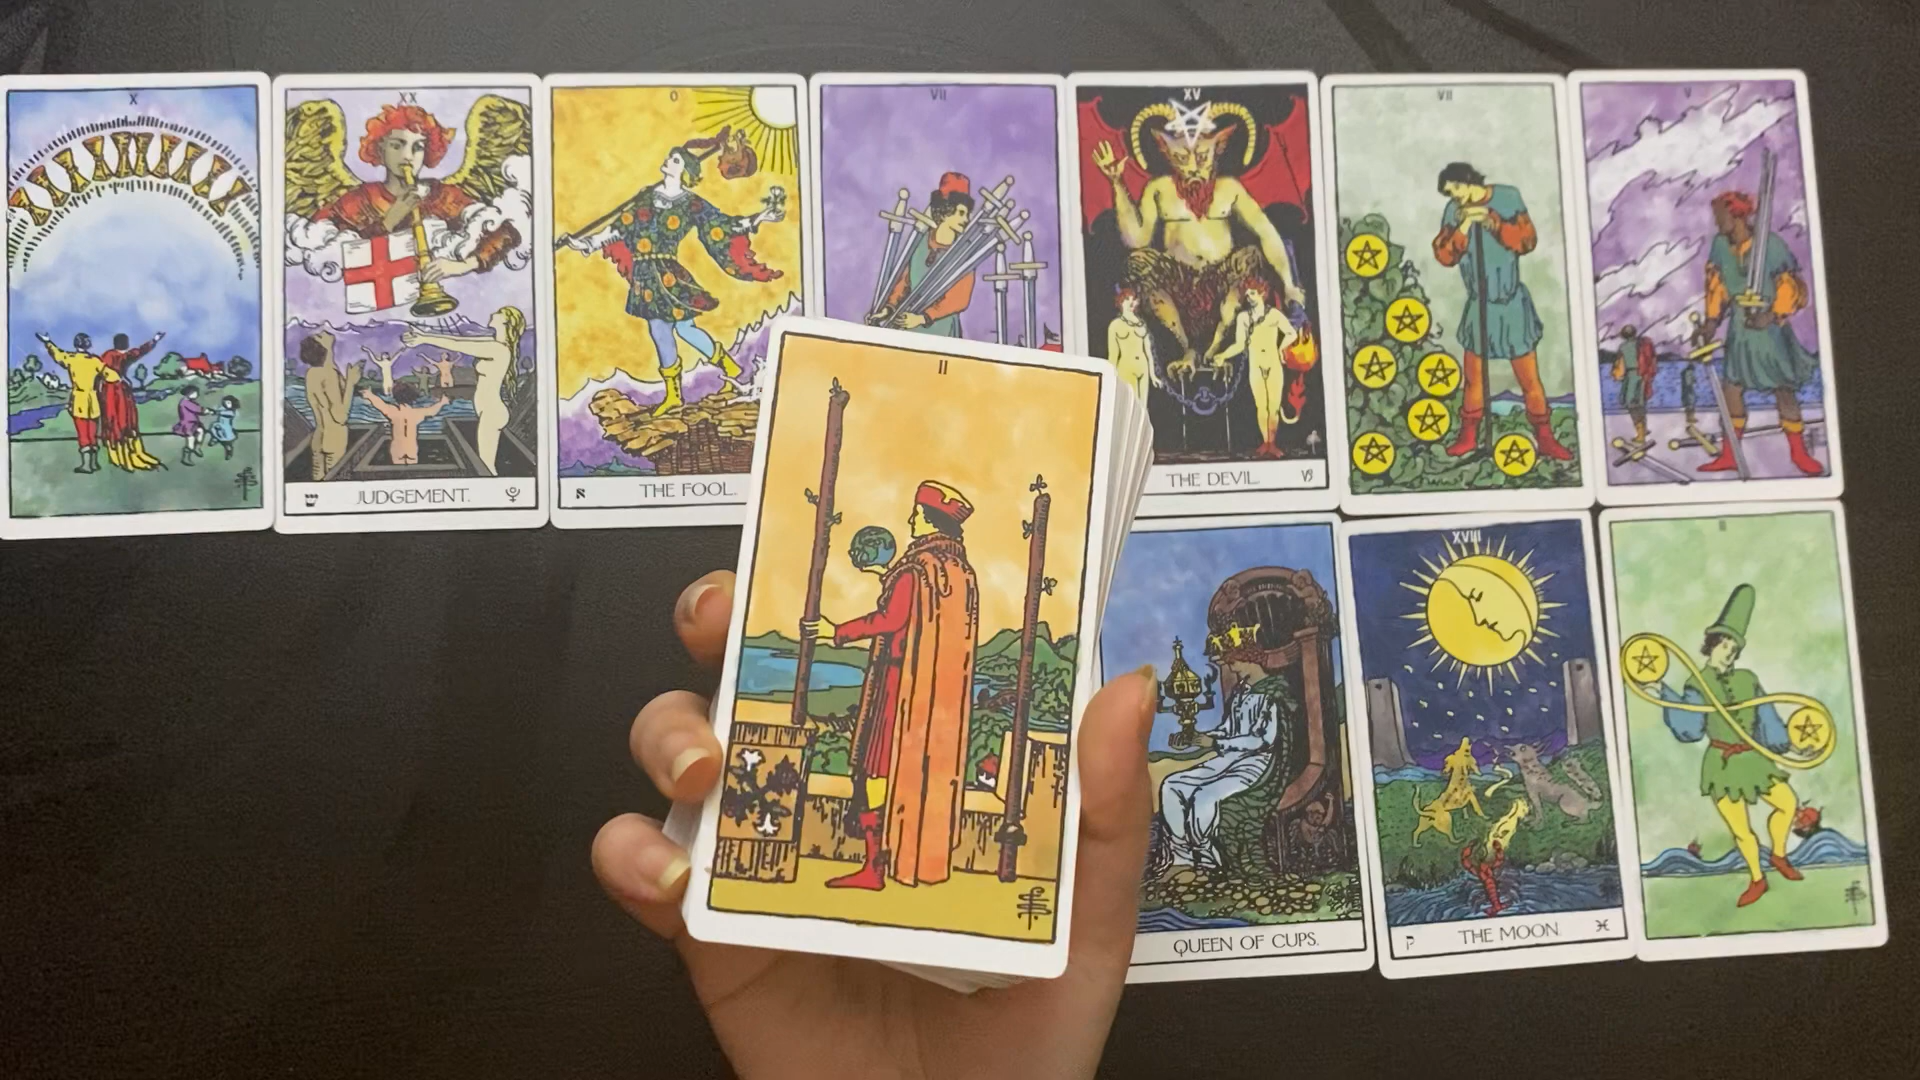 X
XX
JUDGEMENT.
0
THE FOOL.
VII
XV
THE DEVIL.
VII
V
II
QUEEN OF CUPS.
XVIII
ק THE MOON
II